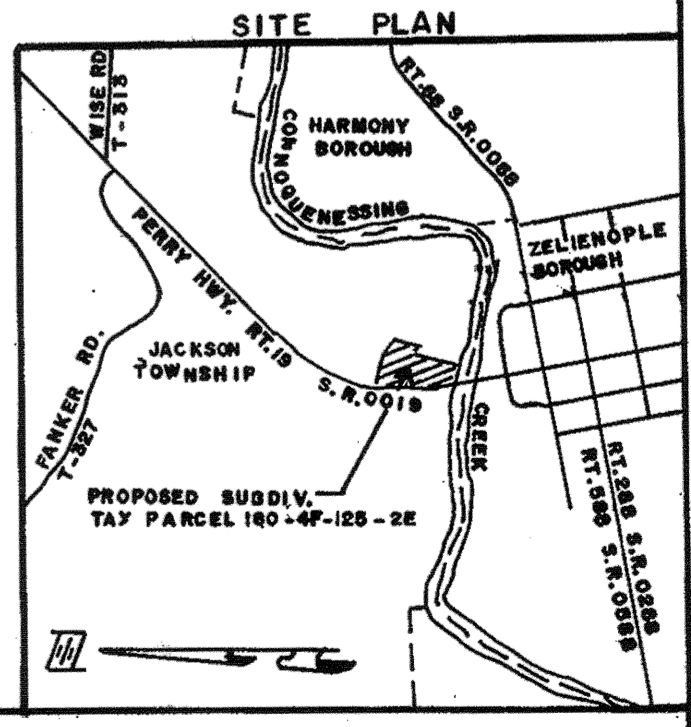 SITE PLAN
WISE RD
T-313
CONNOQUENESSING
HARMONY
BOROUGH
RT.68 S.R.0068
ZELIENOPLE
BOROUGH
PERRY HWY. RT.19
S.R.0019
JACKSON
TOWNSHIP
FANKER RD.
T-327
CREEK
PROPOSED SUBDIV.
TAX PARCEL 180-4F-125-2E
RT.288 S.R.0288
RT.588 S.R.0588